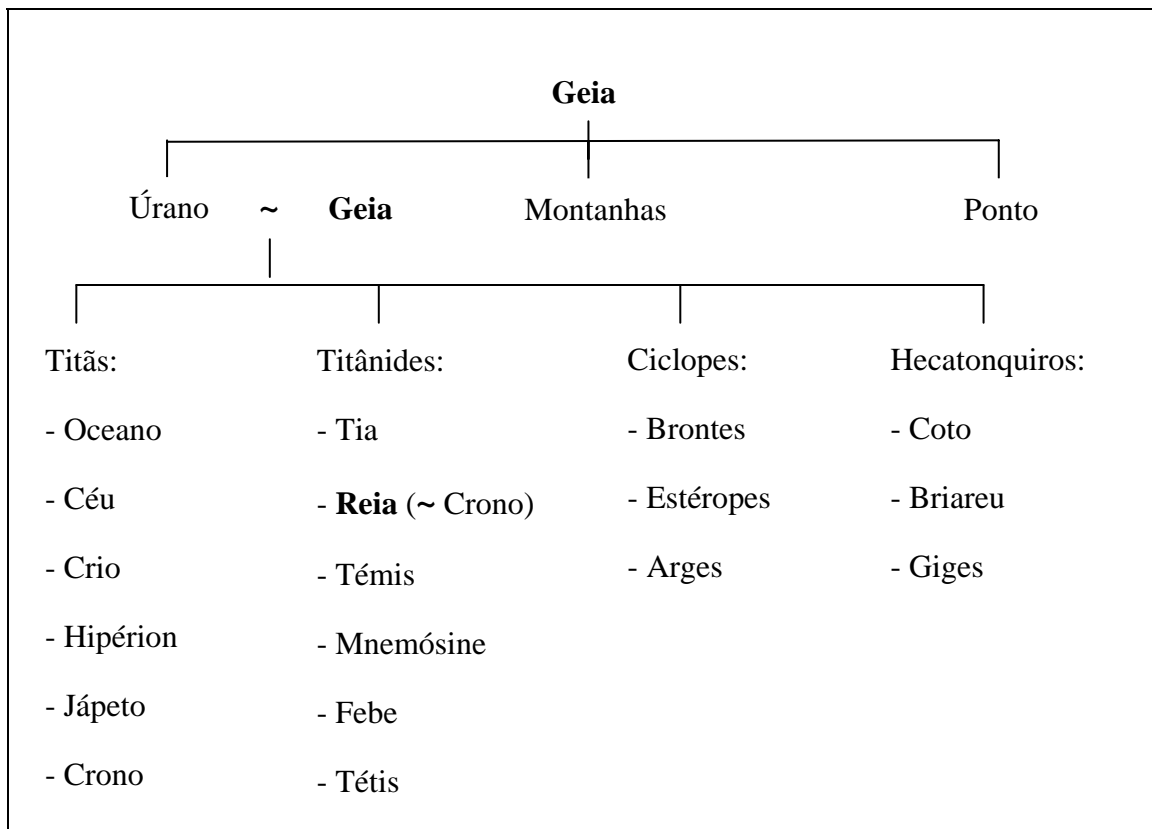 Geia
Úrano ~ Geia Montanhas Ponto
Titãs:
- Oceano
- Céu
- Crio
- Hipérion
- Jápeto
- Crono
Titânides:
- Tia
- Reia (~ Crono)
- Témis
- Mnemósine
- Febe
- Tétis
Ciclopes:
- Brontes
- Estéropes
- Arges
Hecatonquiros:
- Coto
- Briareu
- Giges